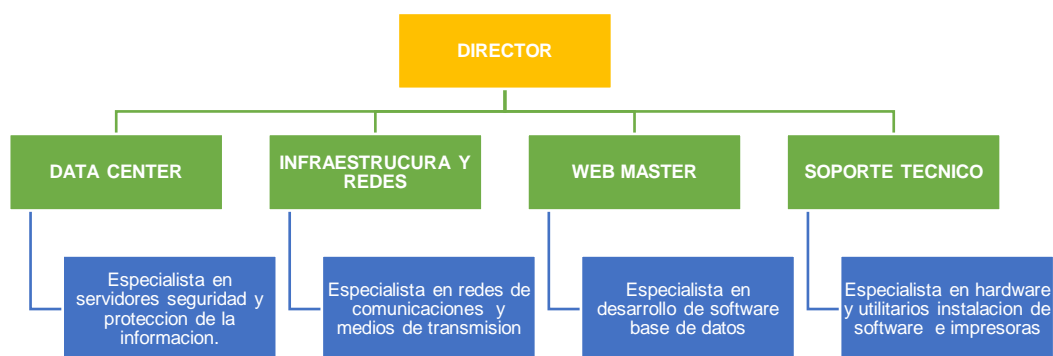 DIRECTOR
DATA CENTER
INFRAESTRUCURA Y
REDES
WEB MASTER
SOPORTE TECNICO
Especialista en
servidores seguridad y
proteccion de la
informacion.
Especialista en redes de
comunicaciones y
medios de transmision
Especialista en
desarrollo de software
base de datos
Especialista en hardware
y utilitarios instalacion de
software e impresoras